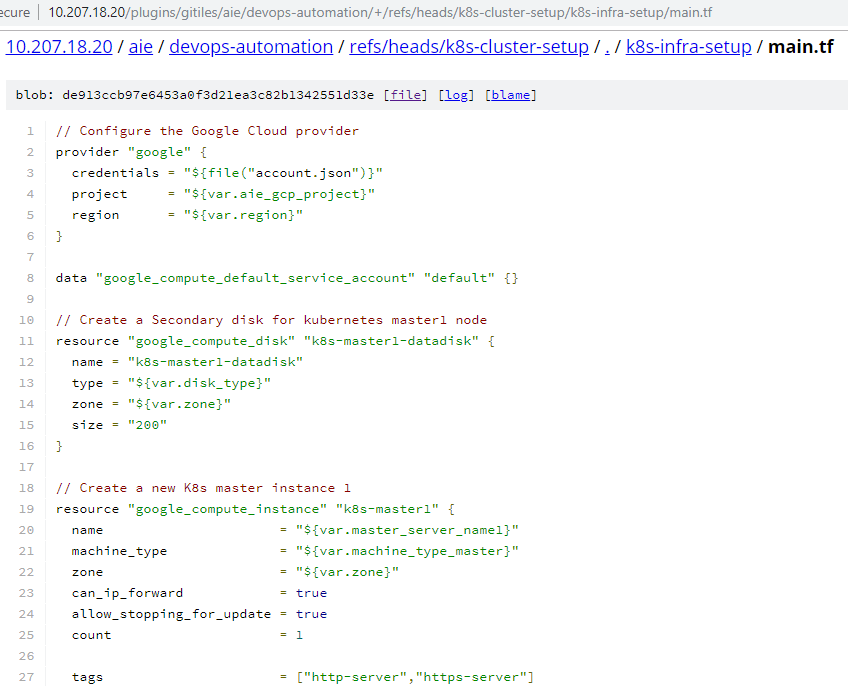 ecure | 10.207.18.20/plugins/gitiles/aie/devops-automation/+/refs/heads/k8s-cluster-setup/k8s-infra-setup/main.tf
10.207.18.20 / aie / devops-automation / refs/heads/k8s-cluster-setup / . / k8s-infra-setup / main.tf
blob: de913ccb97e6453a0f3d21ea3c82b1342551d33e [file] [log] [blame]
1 // Configure the Google Cloud provider
2 provider "google" {
3   credentials = "${file("account.json")}"
4   project     = "${var.aie_gcp_project}"
5   region      = "${var.region}"
6 }
7
8 data "google_compute_default_service_account" "default" {}
9
10 // Create a Secondary disk for kubernetes master1 node
11 resource "google_compute_disk" "k8s-master1-datadisk" {
12   name = "k8s-master1-datadisk"
13   type = "${var.disk_type}"
14   zone = "${var.zone}"
15   size = "200"
16 }
17
18 // Create a new K8s master instance 1
19 resource "google_compute_instance" "k8s-master1" {
20   name                      = "${var.master_server_name1}"
21   machine_type              = "${var.machine_type_master}"
22   zone                      = "${var.zone}"
23   can_ip_forward            = true
24   allow_stopping_for_update = true
25   count                     = 1
26
27   tags                      = ["http-server","https-server"]